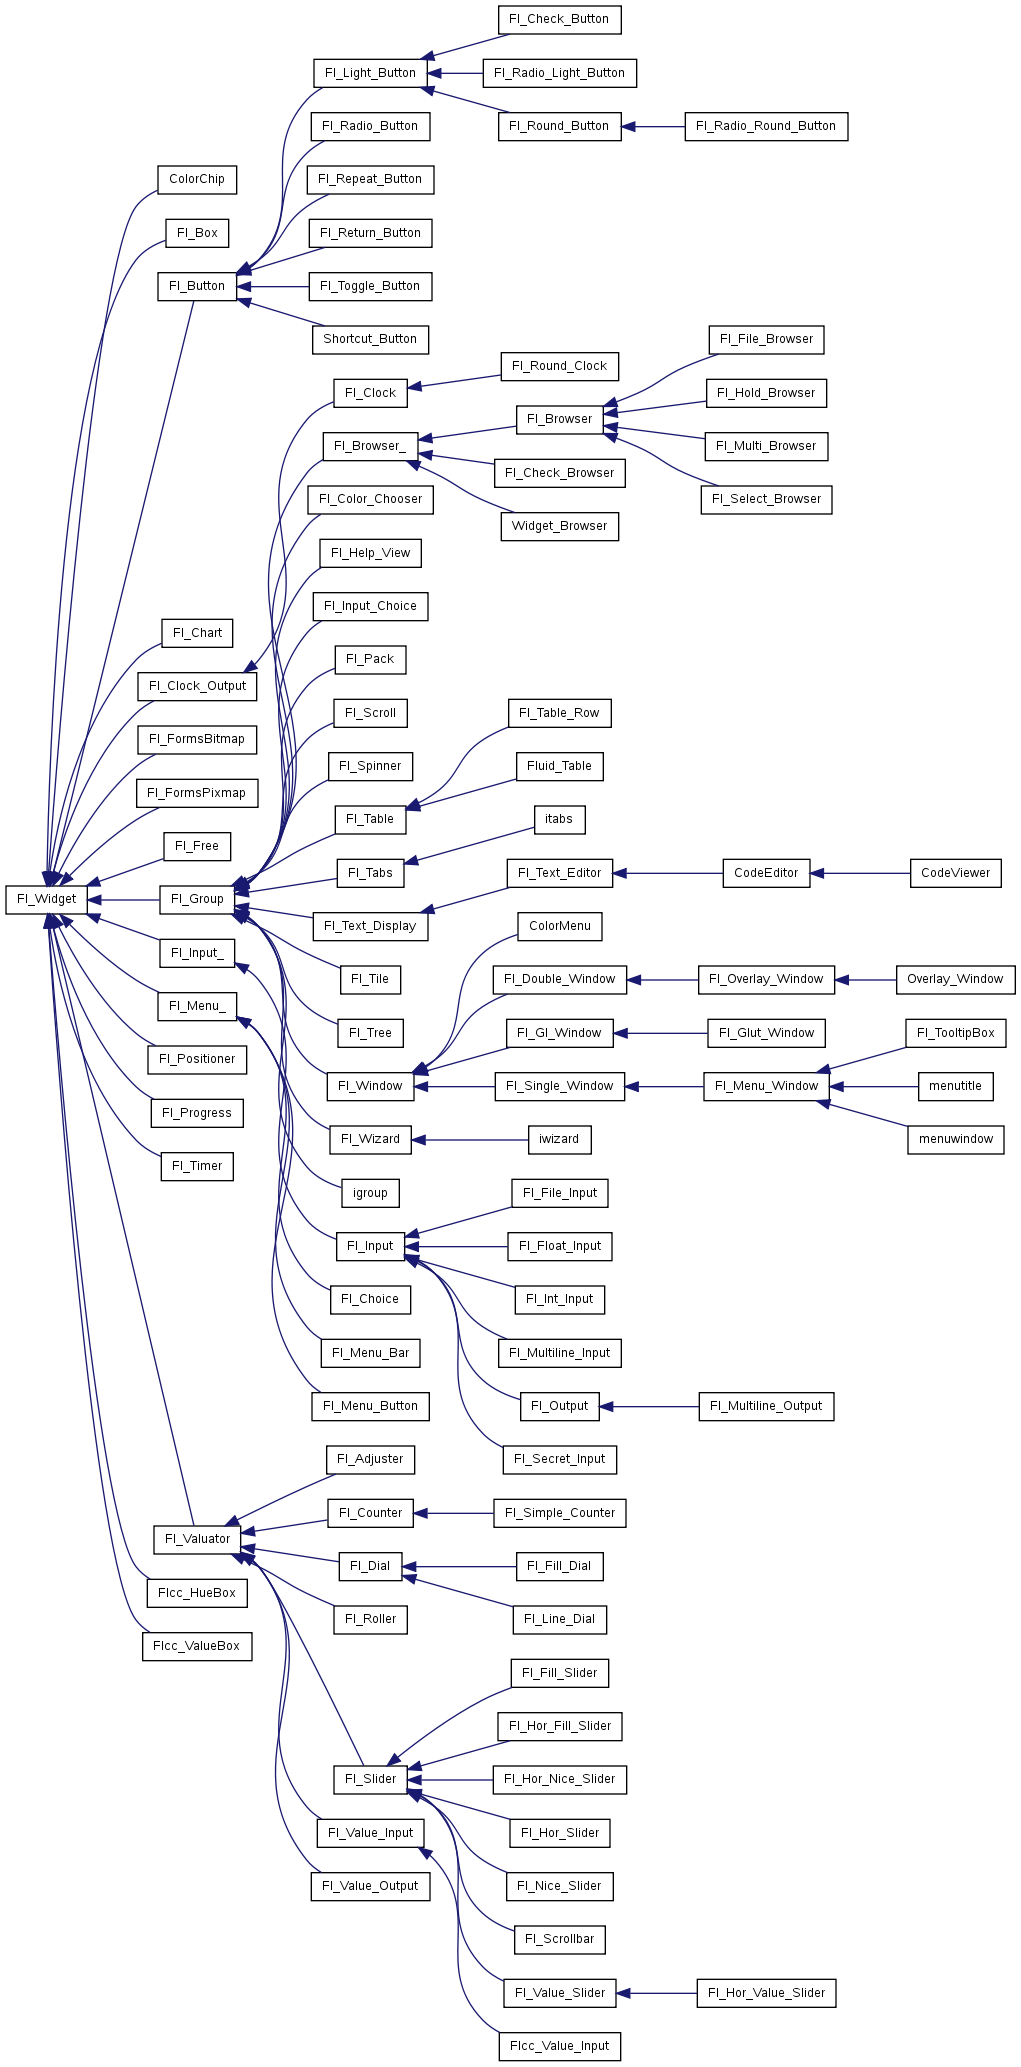 Fl_Check_Button
Fl_Light_Button
Fl_Radio_Light_Button
Fl_Round_Button
Fl_Radio_Round_Button
Fl_Radio_Button
ColorChip
Fl_Repeat_Button
Fl_Box
Fl_Return_Button
Fl_Button
Fl_Toggle_Button
Shortcut_Button
Fl_File_Browser
Fl_Round_Clock
Fl_Clock
Fl_Hold_Browser
Fl_Browser
Fl_Browser_
Fl_Multi_Browser
Fl_Check_Browser
Fl_Color_Chooser
Fl_Select_Browser
Widget_Browser
Fl_Help_View
Fl_Input_Choice
Fl_Chart
Fl_Pack
Fl_Clock_Output
Fl_Scroll
Fl_Table_Row
Fl_FormsBitmap
Fl_Spinner
Fluid_Table
Fl_FormsPixmap
Fl_Table
itabs
Fl_Free
Fl_Tabs
Fl_Text_Editor
CodeEditor
CodeViewer
Fl_Widget
Fl_Group
Fl_Text_Display
ColorMenu
Fl_Input_
Fl_Tile
Fl_Double_Window
Fl_Overlay_Window
Overlay_Window
Fl_Menu_
Fl_Tree
Fl_Gl_Window
Fl_Glut_Window
Fl_TooltipBox
Fl_Positioner
Fl_Window
Fl_Single_Window
Fl_Menu_Window
menutitle
Fl_Progress
Fl_Wizard
iwizard
menuwindow
Fl_Timer
igroup
Fl_File_Input
Fl_Input
Fl_Float_Input
Fl_Choice
Fl_Int_Input
Fl_Menu_Bar
Fl_Multiline_Input
Fl_Menu_Button
Fl_Output
Fl_Multiline_Output
Fl_Adjuster
Fl_Secret_Input
Fl_Counter
Fl_Simple_Counter
Fl_Valuator
Fl_Dial
Fl_Fill_Dial
Flcc_HueBox
Fl_Roller
Fl_Line_Dial
Flcc_ValueBox
Fl_Fill_Slider
Fl_Hor_Fill_Slider
Fl_Slider
Fl_Hor_Nice_Slider
Fl_Value_Input
Fl_Hor_Slider
Fl_Value_Output
Fl_Nice_Slider
Fl_Scrollbar
Fl_Value_Slider
Fl_Hor_Value_Slider
Flcc_Value_Input